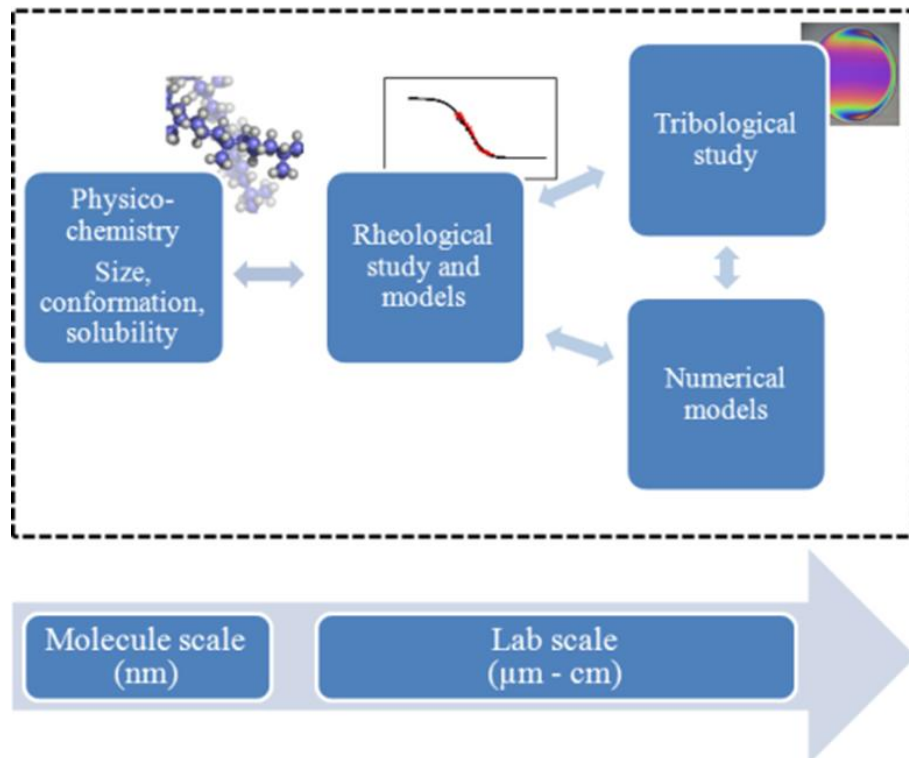 Physico-
chemistry
Size,
conformation,
solubility
Rheological
study and
models
Tribological
study
Numerical
models
Molecule scale
(nm)
Lab scale
(µm - cm)